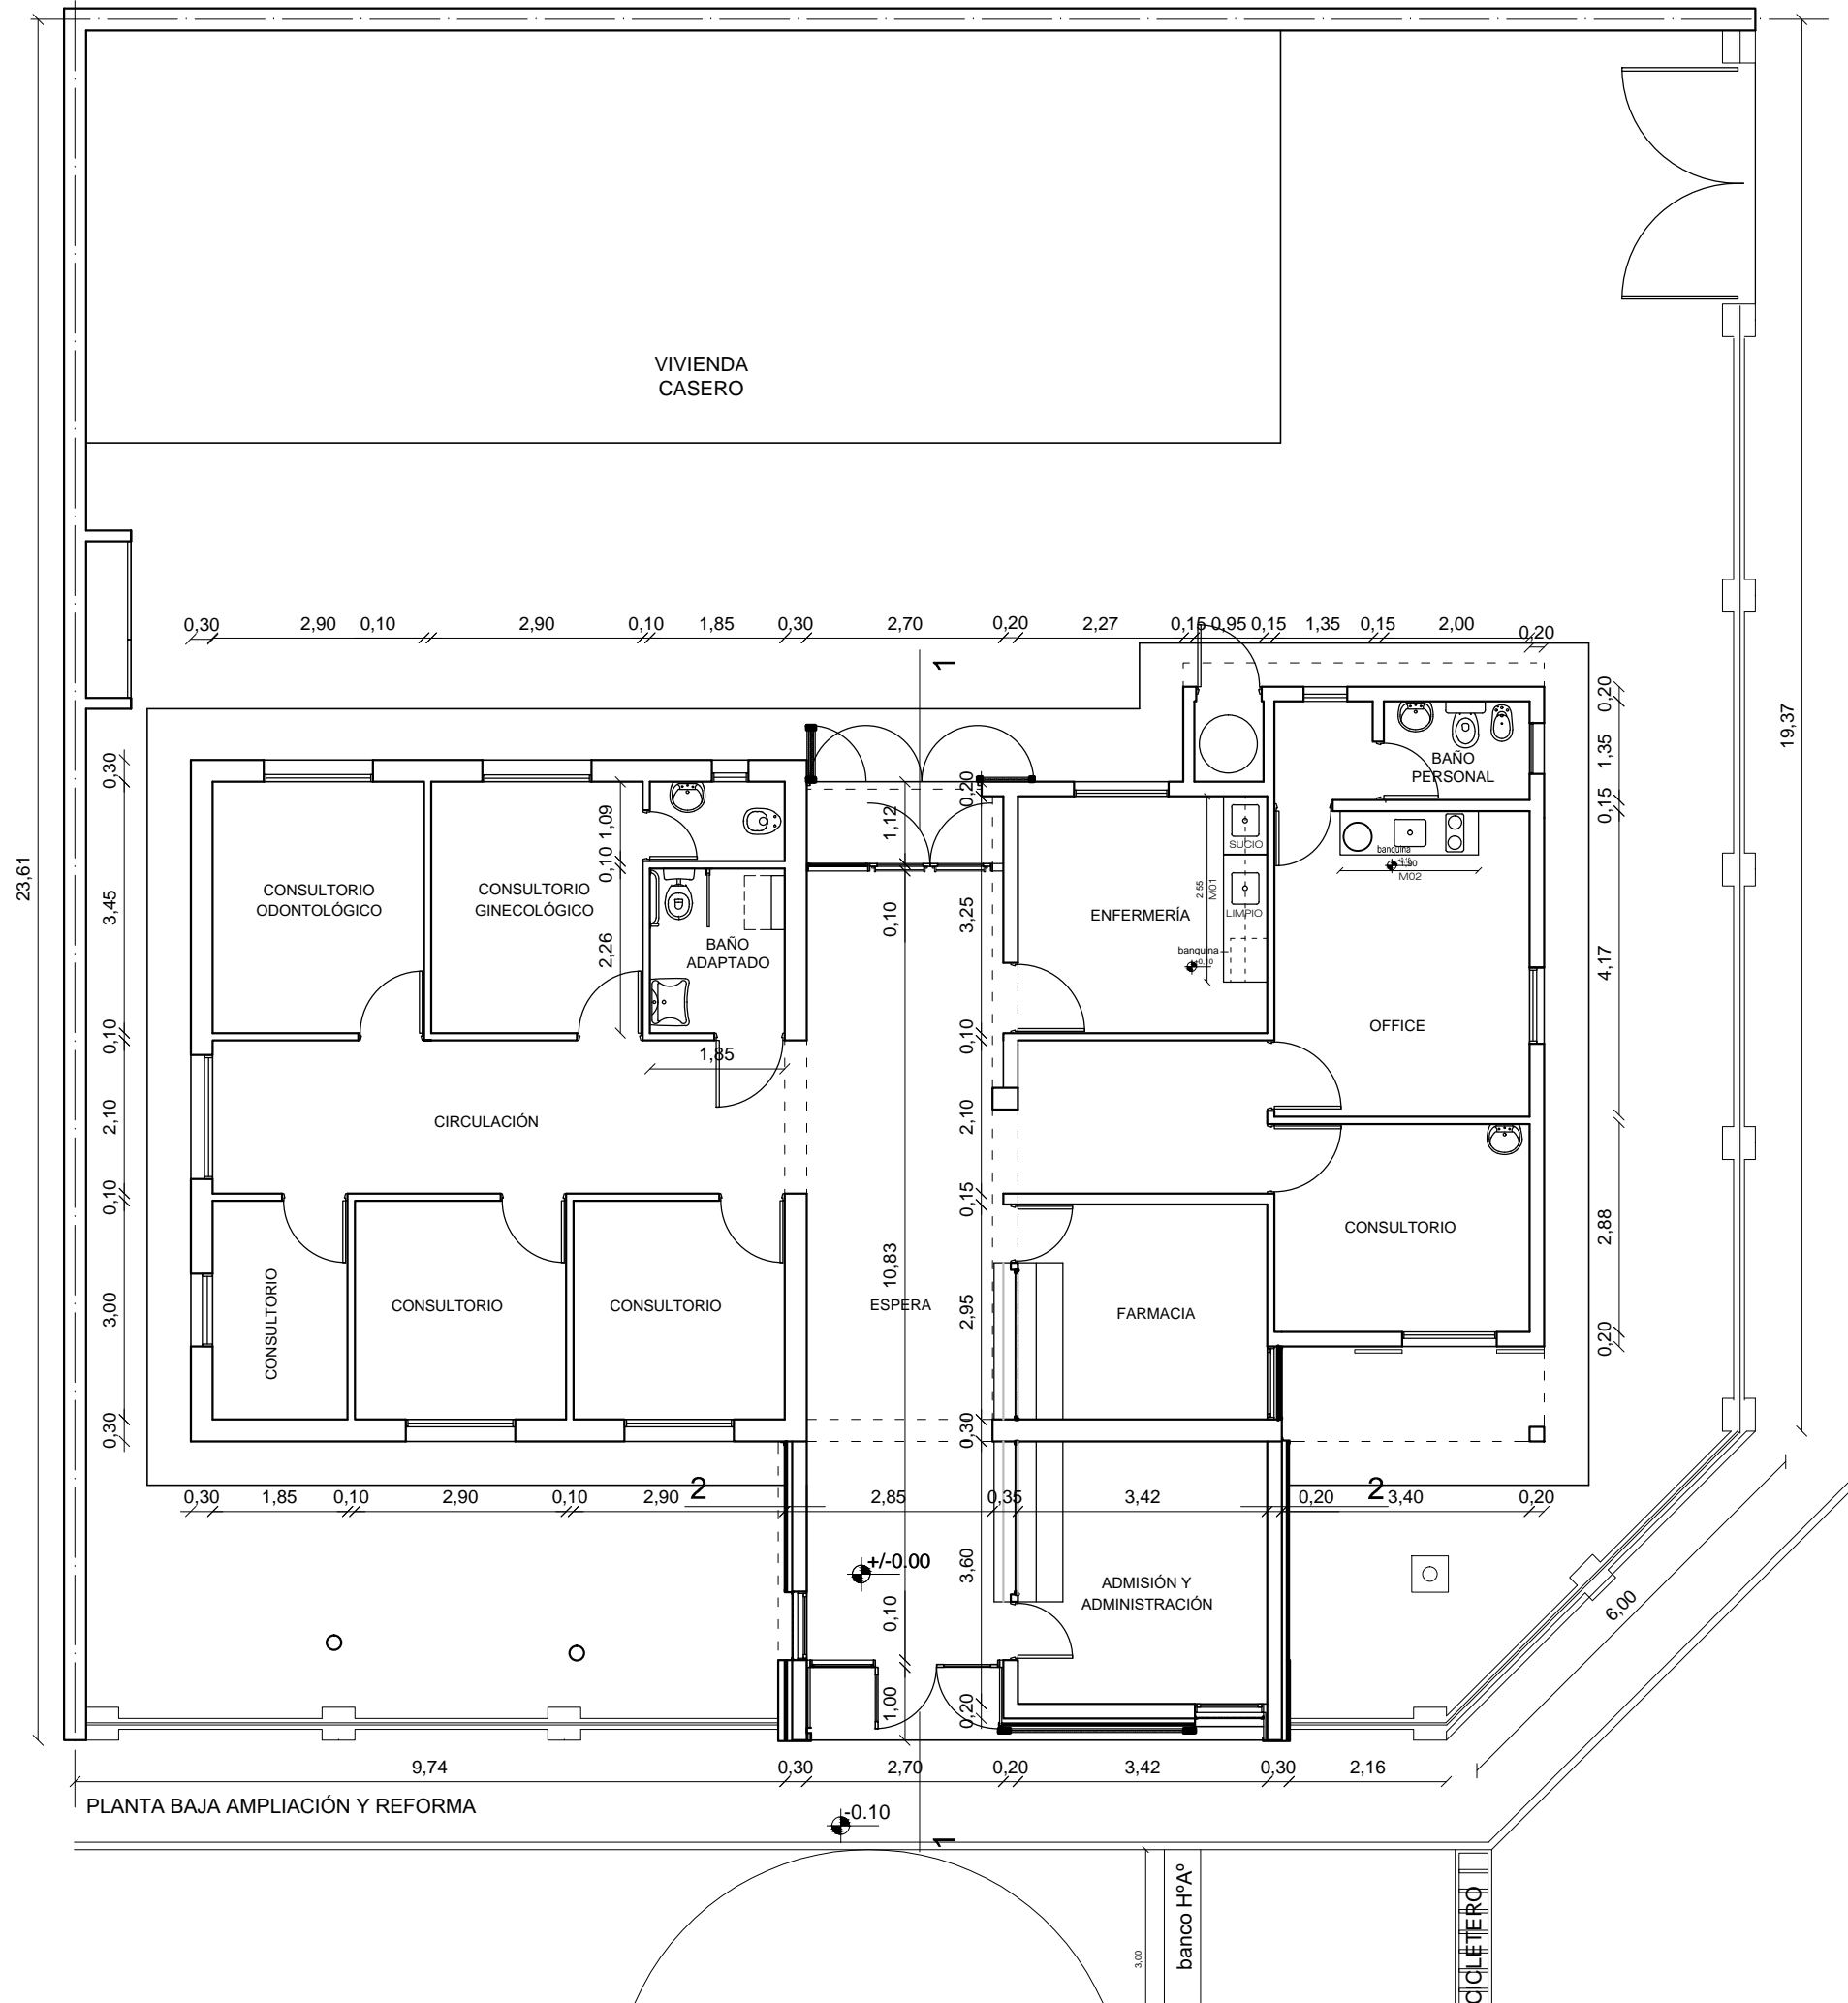 VIVIENDA
CASERO
23,61
19,37
0,30
2,90
0,10
2,90
0,10
1,85
0,30
2,70
0,20
2,27
0,15
0,95
0,15
1,35
0,15
2,00
0,20
1
0,30
3,45
0,10
2,10
0,10
3,00
0,30
CONSULTORIO
ODONTOLÓGICO
CONSULTORIO
GINECOLÓGICO
1,09
0,10
2,26
BAÑO
ADAPTADO
1,85
1,12
0,10
10,83
0,10
1,00
0,20
3,25
0,10
2,10
0,15
2,95
0,30
3,60
0,20
ENFERMERÍA
SUCIO
LIMPIO
2,55
M01
banquina
+0,10
BAÑO
PERSONAL
banquina
1,90
M02
OFFICE
0,20
1,35
0,15
4,17
2,88
0,20
CIRCULACIÓN
CONSULTORIO
CONSULTORIO
CONSULTORIO
ESPERA
FARMACIA
CONSULTORIO
0,30
1,85
0,10
2,90
0,10
2,90
2
2,85
0,35
3,42
0,20
2
3,40
0,20
+/-0.00
ADMISIÓN Y
ADMINISTRACIÓN
6,00
9,74
0,30
2,70
0,20
3,42
0,30
2,16
PLANTA BAJA AMPLIACIÓN Y REFORMA
-0.10
1
3,00
banco HºAº
CICLETERO